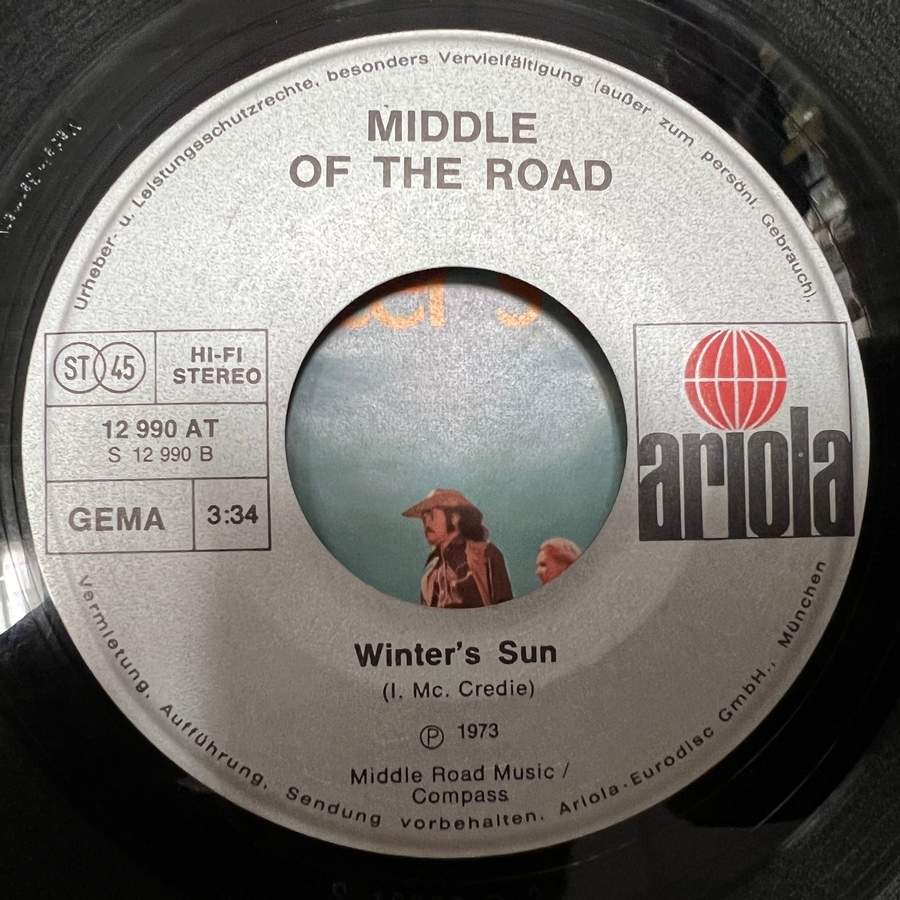 Urheber- u. Leistungsschutzrechte, besonders Vervielfältigung (außer zum persönl. Gebrauch),
MIDDLE
OF THE ROAD
ST 45
HI-FI
STEREO
12 990 AT
S 12 990 B
GEMA
3:34
ariola
Winter's Sun
(I. Mc. Credie)
℗ 1973
Middle Road Music /
Compass
Vermietung, Aufführung, Sendung vorbehalten. Ariola-Eurodisc GmbH., München